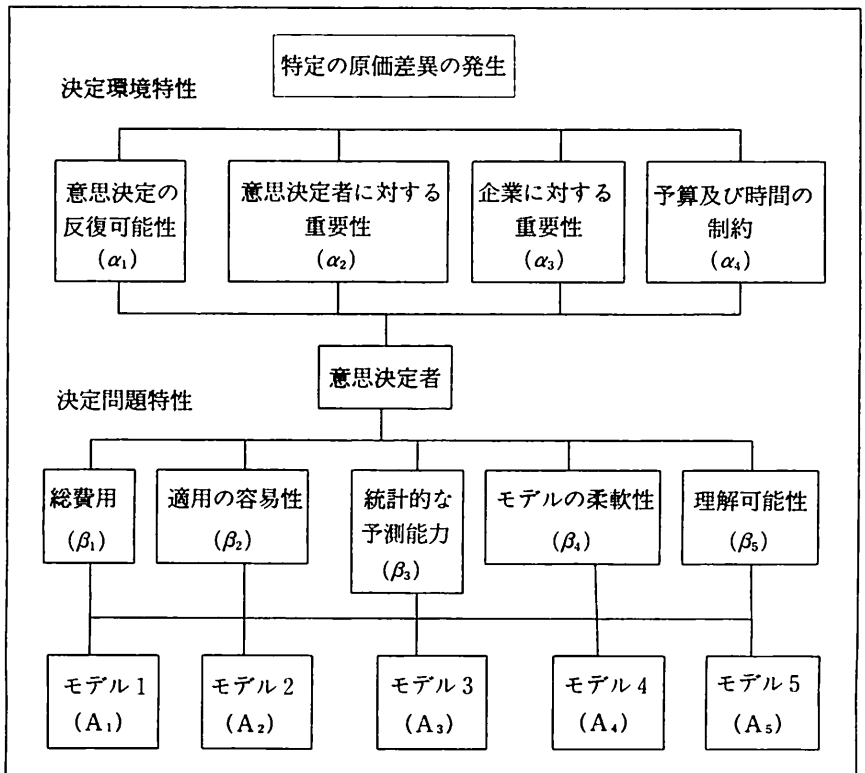 特定の原価差異の発生
決定環境特性
意思決定の
反復可能性
(α₁)
意思決定者に対する
重要性
(α₂)
企業に対する
重要性
(α₃)
予算及び時間の
制約
(α₄)
意思決定者
決定問題特性
総費用
(β₁)
適用の容易性
(β₂)
統計的な
予測能力
(β₃)
モデルの柔軟性
(β₄)
理解可能性
(β₅)
モデル1
(A₁)
モデル2
(A₂)
モデル3
(A₃)
モデル4
(A₄)
モデル5
(A₅)